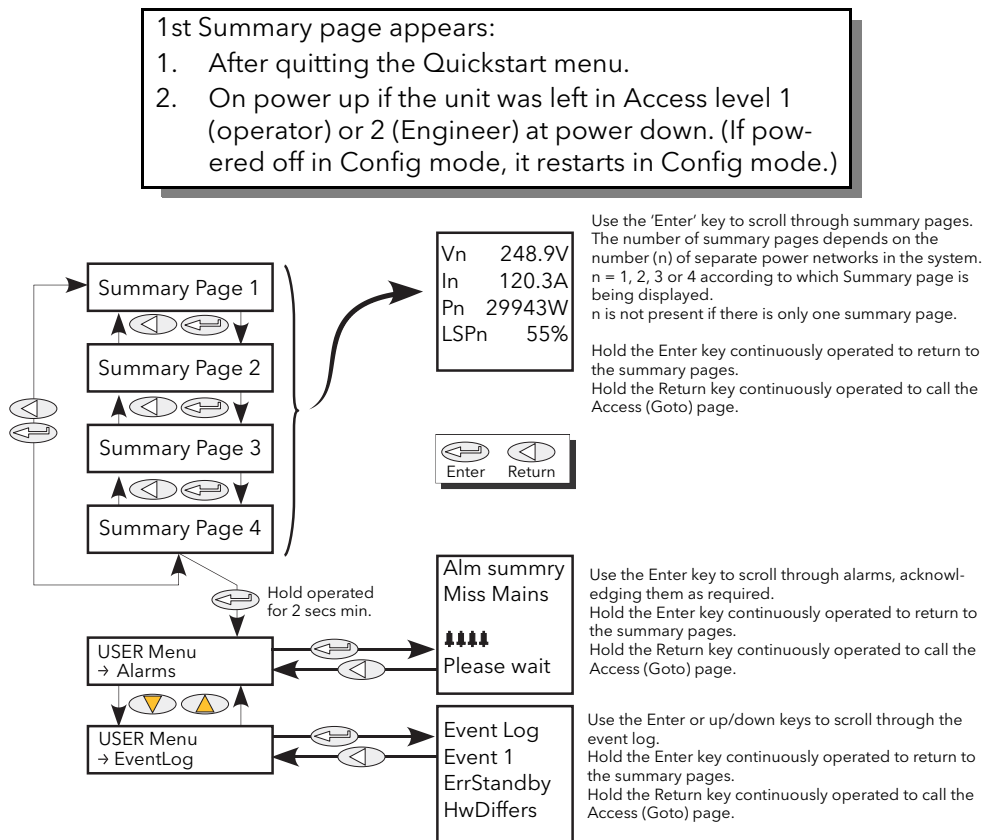 1st Summary page appears:
1. After quitting the Quickstart menu.
2. On power up if the unit was left in Access level 1
(operator) or 2 (Engineer) at power down. (If pow-
ered off in Config mode, it restarts in Config mode.)
Summary Page 1
Summary Page 2
Summary Page 3
Summary Page 4
Vn 248.9V
In 120.3A
Pn 29943W
LSPn 55%
Use the ‘Enter’ key to scroll through summary pages.
The number of summary pages depends on the
number (n) of separate power networks in the system.
n = 1, 2, 3 or 4 according to which Summary page is
being displayed.
n is not present if there is only one summary page.
Hold the Enter key continuously operated to return to
the summary pages.
Hold the Return key continuously operated to call the
Access (Goto) page.
Enter Return
Hold operated
for 2 secs min.
USER Menu
→ Alarms
Alm summry
Miss Mains
Please wait
Use the Enter key to scroll through alarms, acknowl-
edging them as required.
Hold the Enter key continuously operated to return to
the summary pages.
Hold the Return key continuously operated to call the
Access (Goto) page.
USER Menu
→ EventLog
Event Log
Event 1
ErrStandby
HwDiffers
Use the Enter or up/down keys to scroll through the
event log.
Hold the Enter key continuously operated to return to
the summary pages.
Hold the Return key continuously operated to call the
Access (Goto) page.